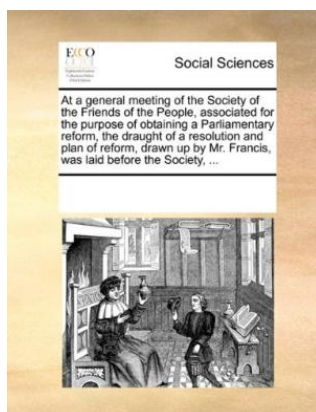 ECCO
Social Sciences
At a general meeting of the Society of
the Friends of the People, associated for
the purpose of obtaining a Parliamentary
reform, the draught of a resolution and
plan of reform, drawn up by Mr. Francis,
was laid before the Society, ...